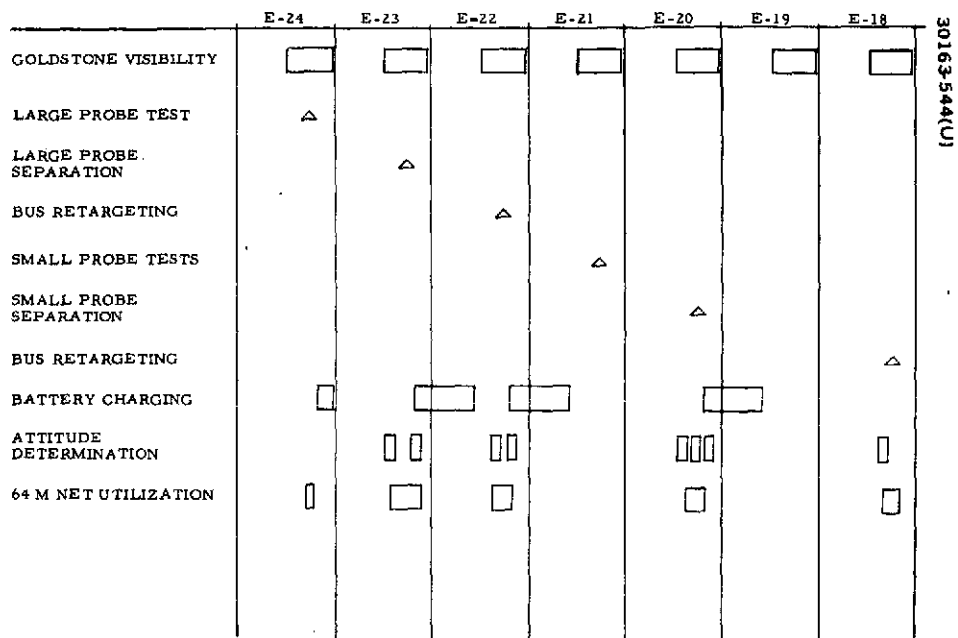 E-24 E-23 E-22 E-21 E-20 E-19 E-18
GOLDSTONE VISIBILITY
LARGE PROBE TEST
LARGE PROBE
SEPARATION
BUS RETARGETING
SMALL PROBE TESTS
SMALL PROBE
SEPARATION
BUS RETARGETING
BATTERY CHARGING
ATTITUDE
DETERMINATION
64 M NET UTILIZATION
30163-544(U)